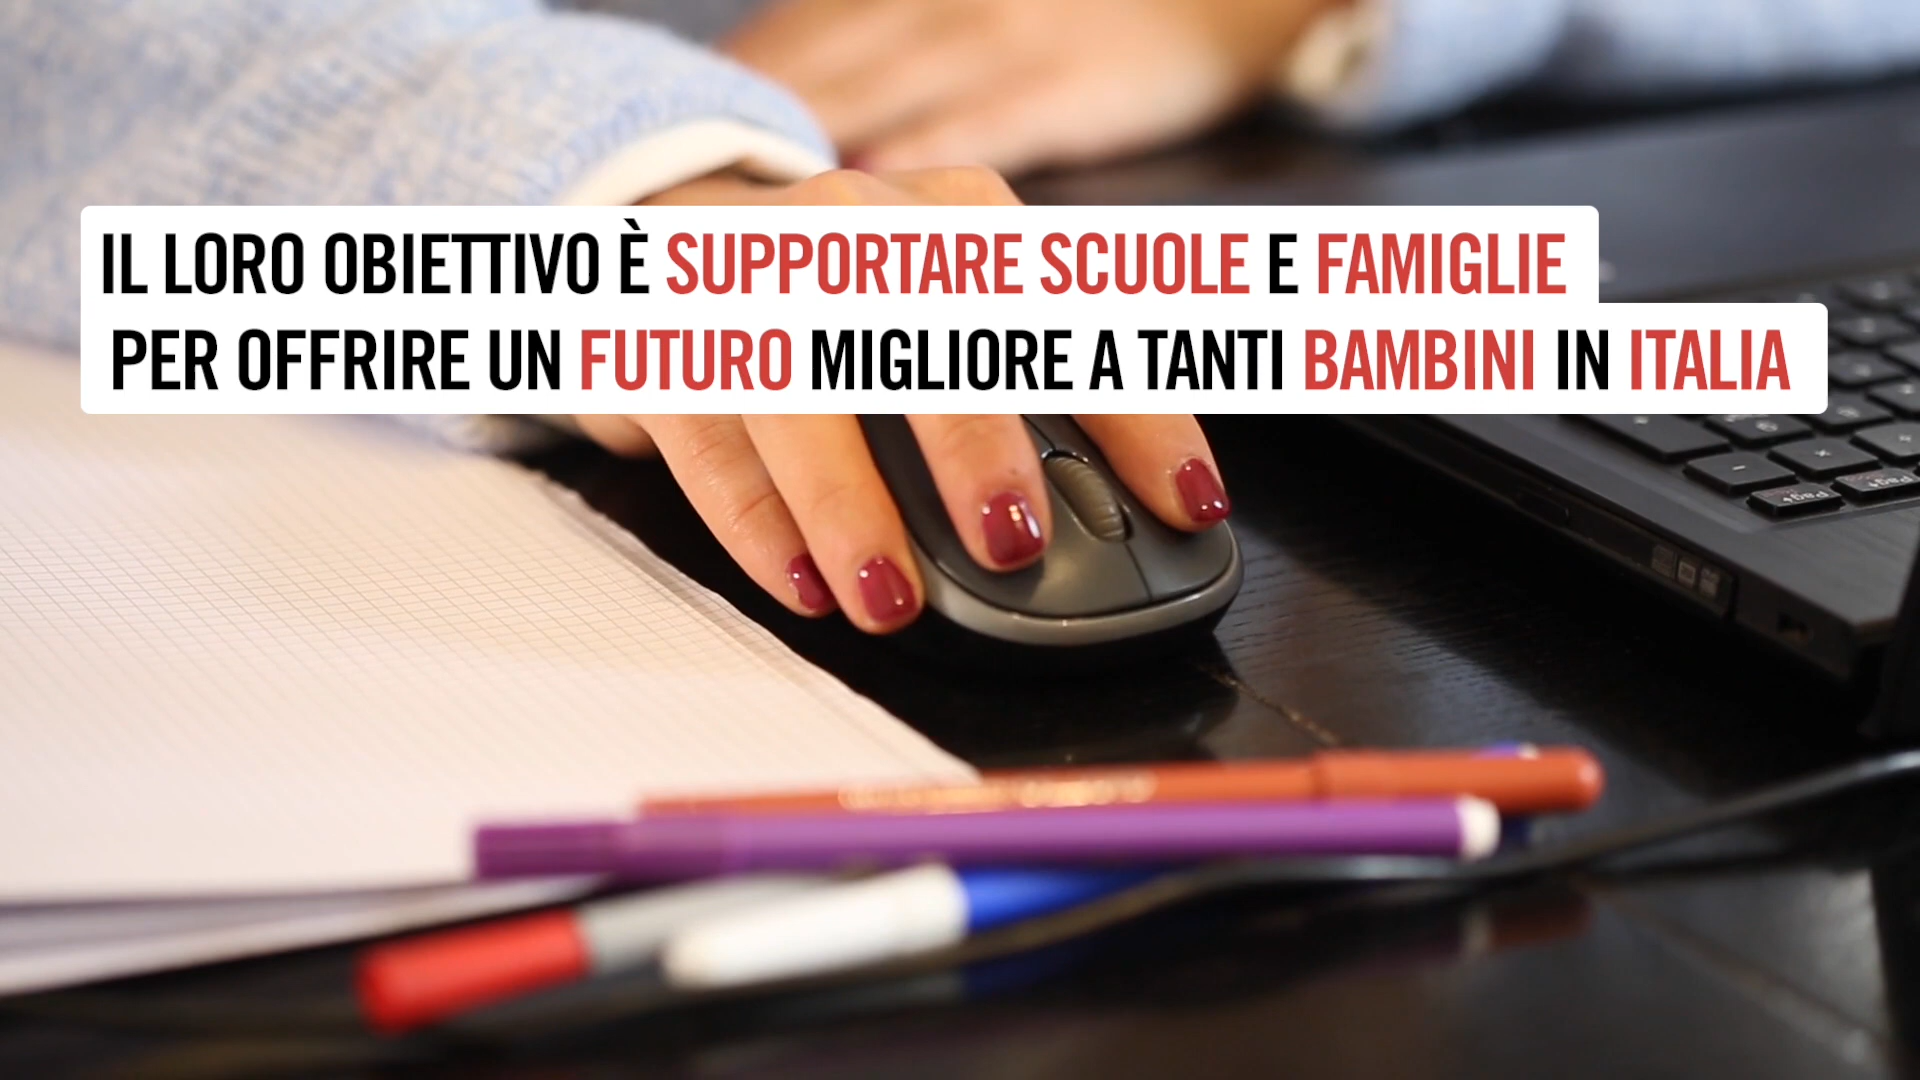 IL LORO OBIETTIVO È SUPPORTARE SCUOLE E FAMIGLIE
PER OFFRIRE UN FUTURO MIGLIORE A TANTI BAMBINI IN ITALIA